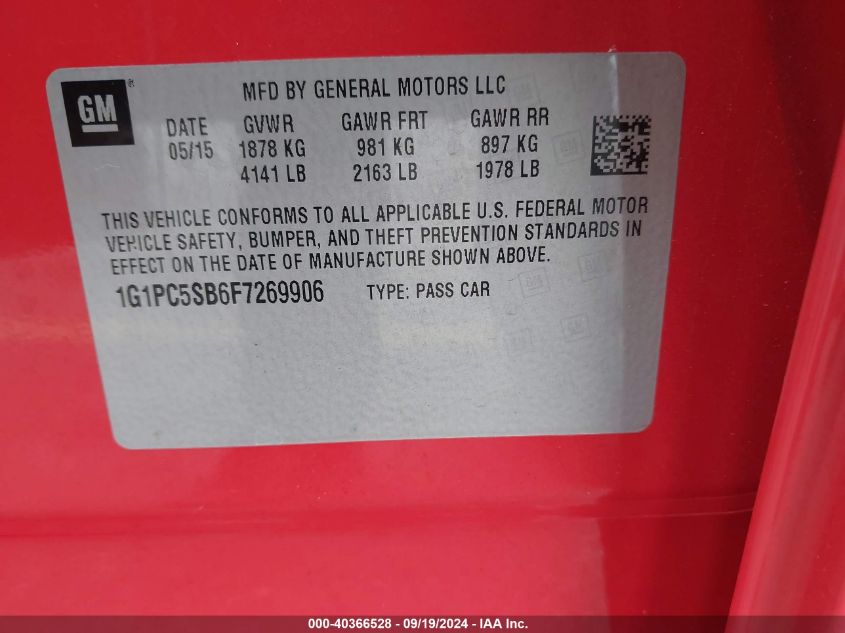 GM
MFD BY GENERAL MOTORS LLC
DATE GVWR GAWR FRT GAWR RR
05/15 1878 KG 981 KG 897 KG
4141 LB 2163 LB 1978 LB
THIS VEHICLE CONFORMS TO ALL APPLICABLE U.S. FEDERAL MOTOR
VEHICLE SAFETY, BUMPER, AND THEFT PREVENTION STANDARDS IN
EFFECT ON THE DATE OF MANUFACTURE SHOWN ABOVE.
1G1PC5SB6F7269906 TYPE: PASS CAR
000-40366528 - 09/19/2024 - IAA Inc.